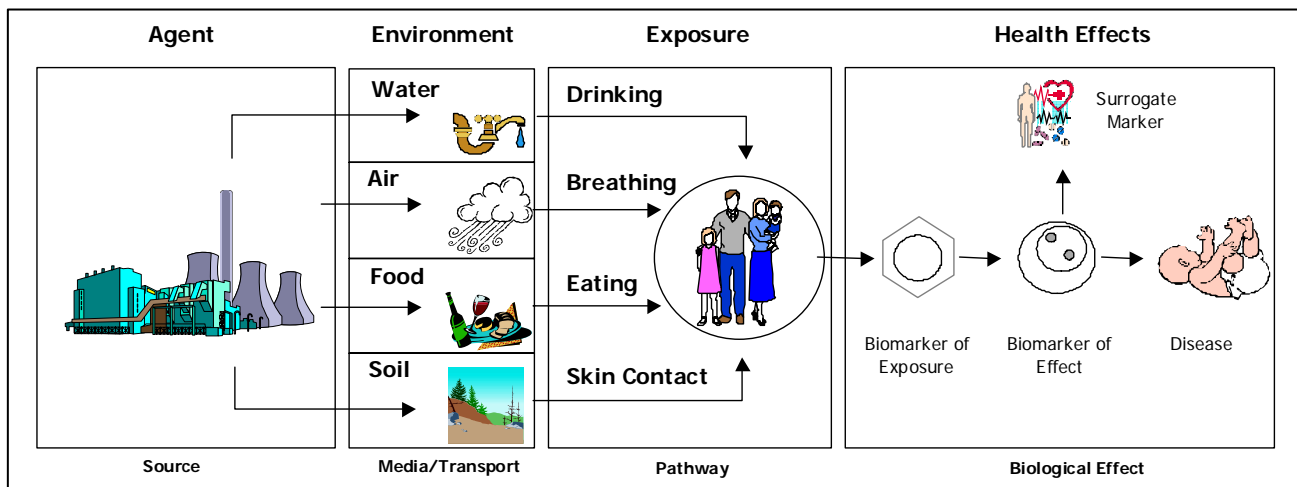 Agent
Environment
Exposure
Health Effects
Water
Drinking
Surrogate
Marker
Air
Breathing
Food
Eating
Biomarker of
Exposure
Biomarker of
Effect
Disease
Soil
Skin Contact
Source
Media/Transport
Pathway
Biological Effect